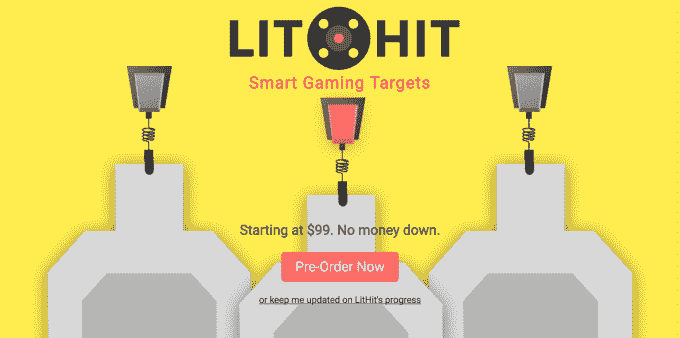 LIT HIT
Smart Gaming Targets
Starting at $99. No money down.
Pre-Order Now
or keep me updated on LitHit's progress